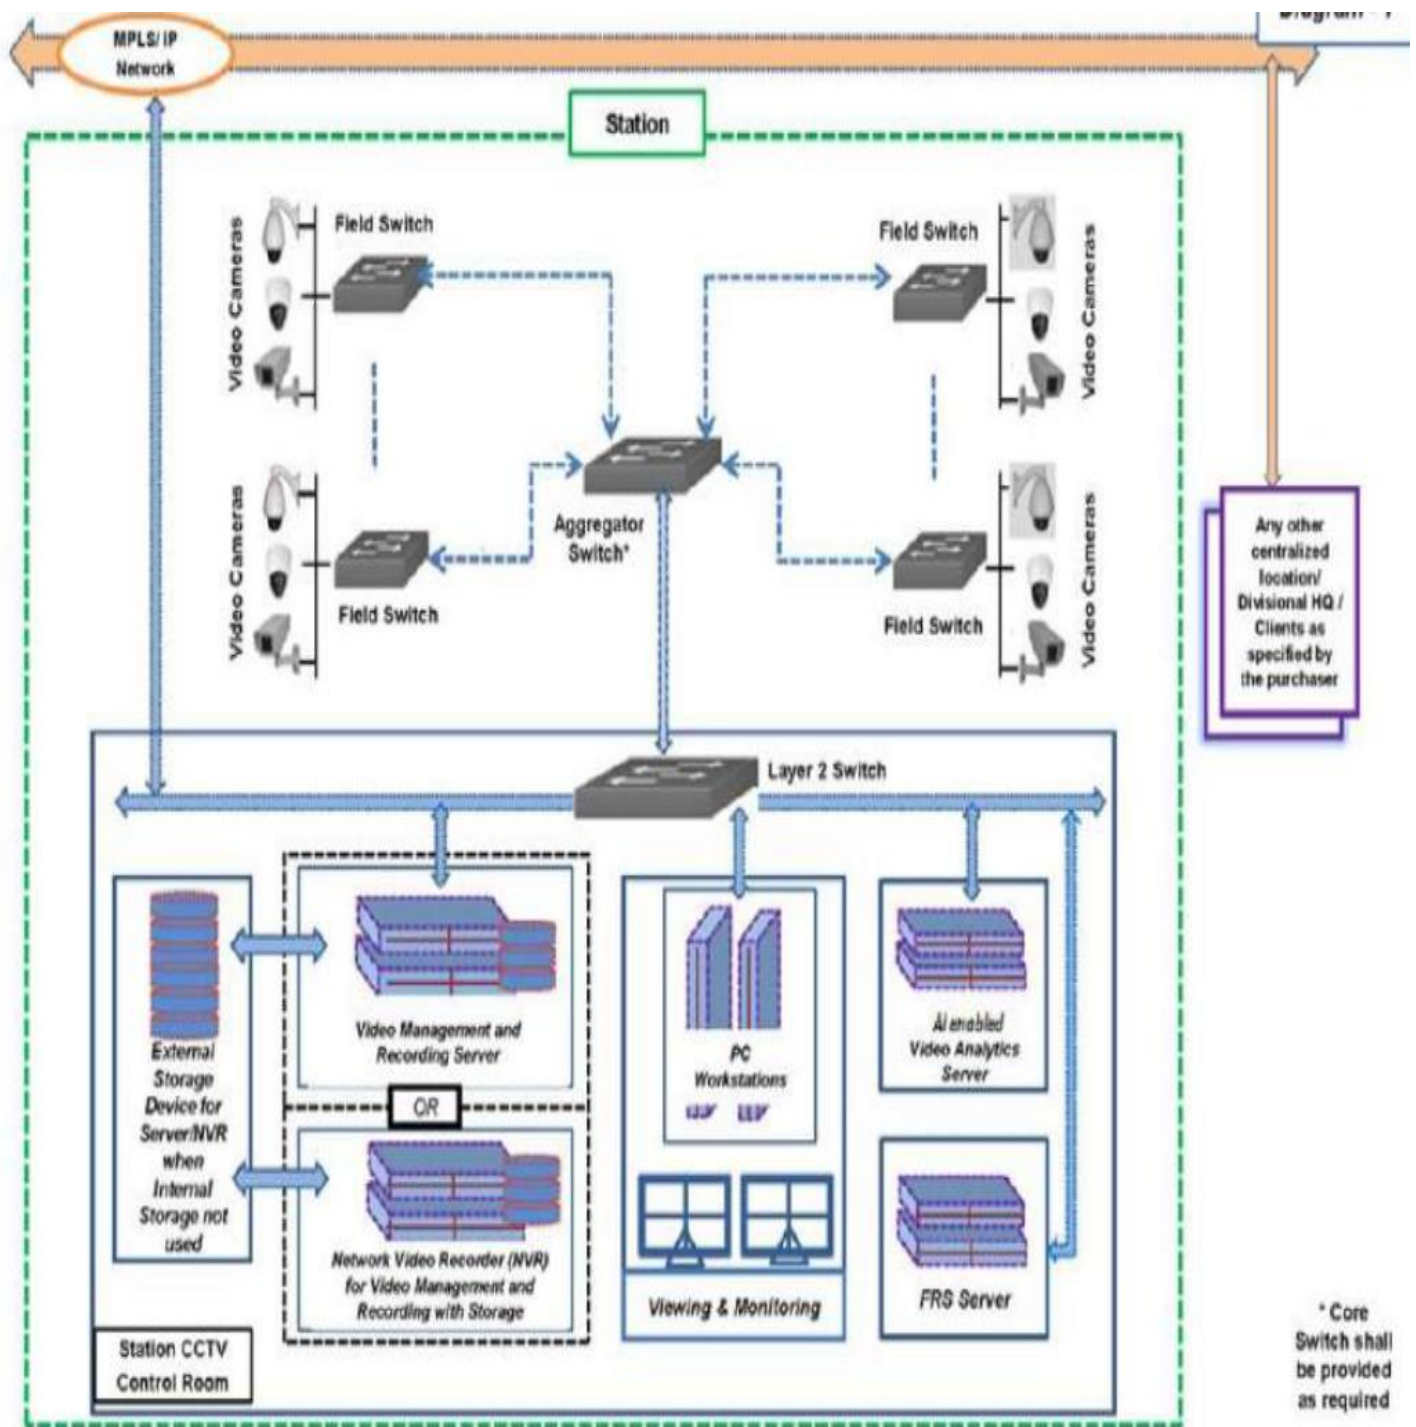 Diagram - 1
MPLS/ IP
Network
Station
Field Switch
Field Switch
Video Cameras
Video Cameras
Aggregator
Switch*
Field Switch
Field Switch
Video Cameras
Video Cameras
Any other
centralized
location/
Divisional HQ /
Clients as
specified by
the purchaser
Layer 2 Switch
External
Storage
Device for
Server/NVR
when
Internal
Storage not
used
Video Management and
Recording Server
OR
Network Video Recorder (NVR)
for Video Management and
Recording with Storage
PC
Workstations
Viewing & Monitoring
AI enabled
Video Analytics
Server
FRS Server
Station CCTV
Control Room
* Core
Switch shall
be provided
as required